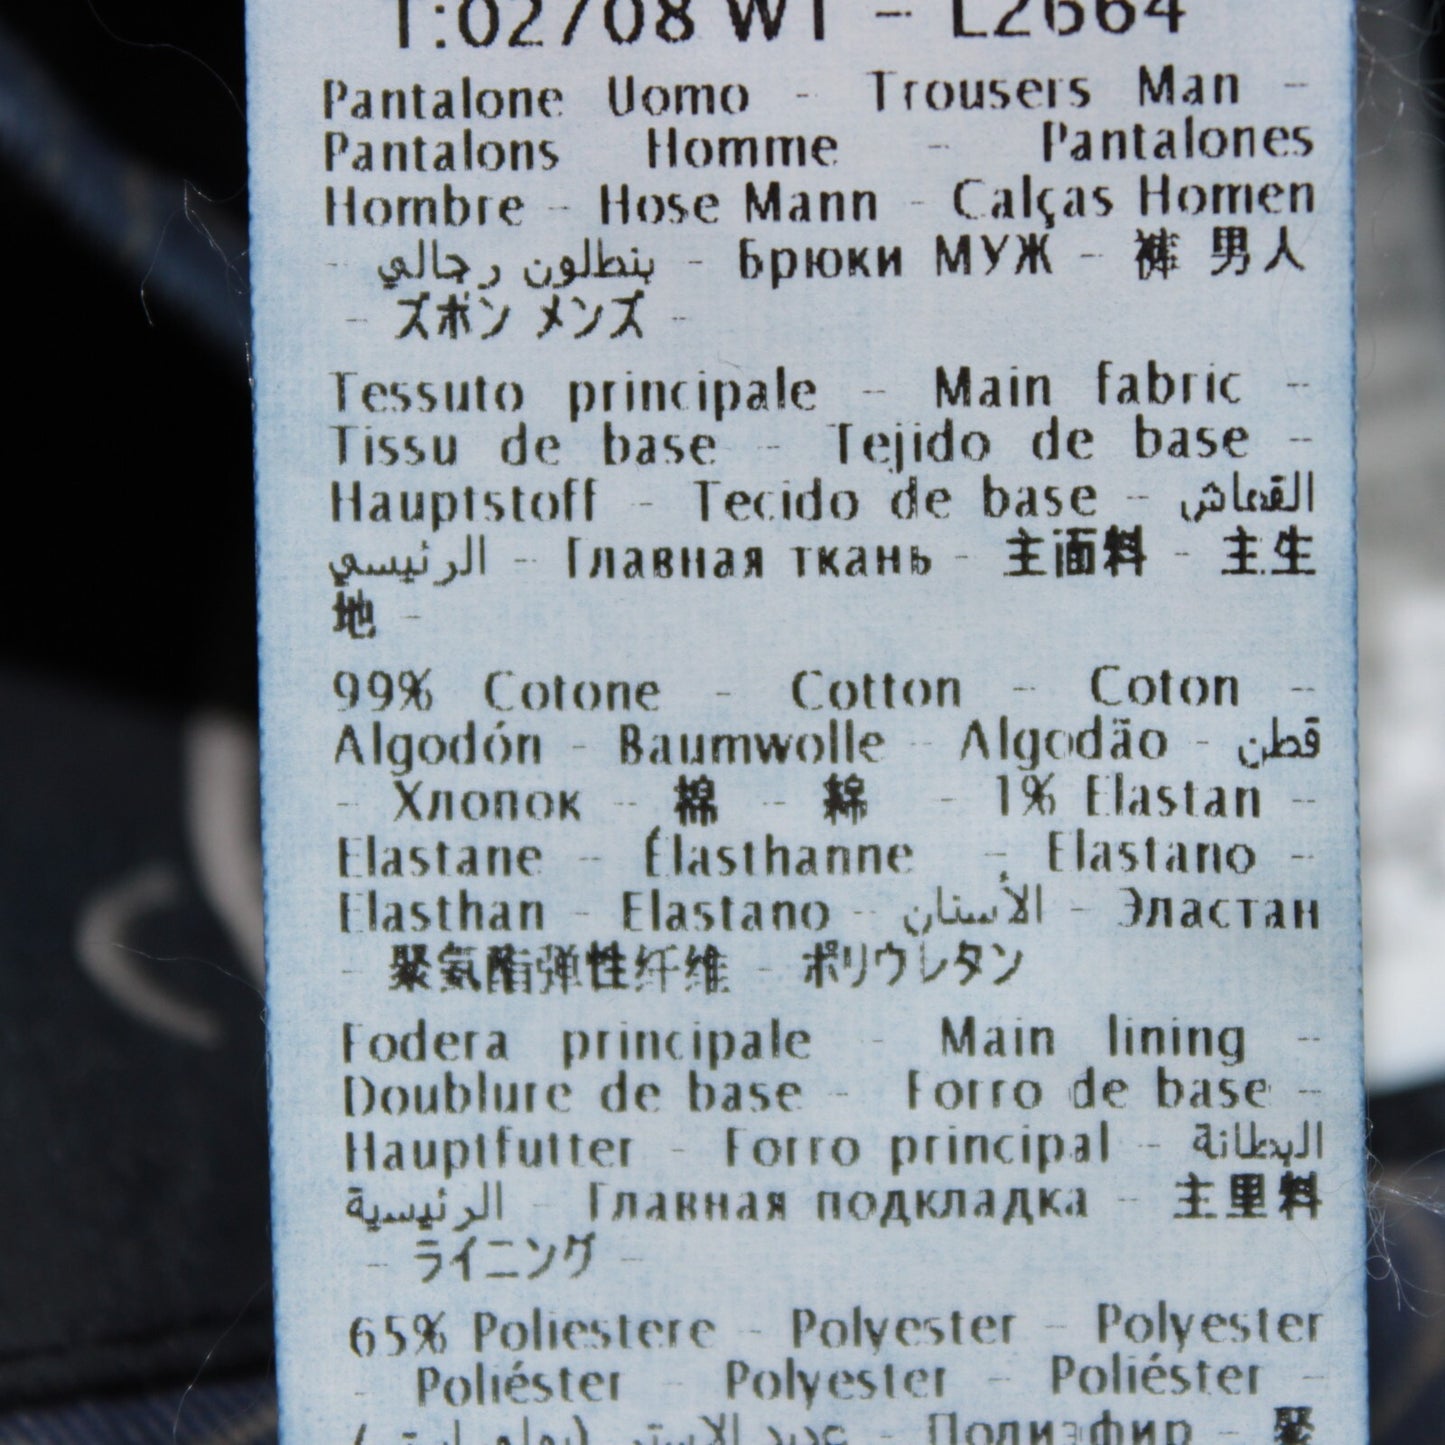 T:02/08 WT - L2664
Pantalone Uomo - Trousers Man -
Pantalons Homme - Pantalones
Hombre - Hose Mann - Calças Homen
- بنطلون رجالي - Брюки МУЖ - 裤 男人
- ズボン メンズ -
Tessuto principale - Main fabric -
Tissu de base - Tejido de base -
Hauptstoff - Tecido de base - القماش
الرئيسي - Главная ткань - 主面料 - 主生
地 -
99% Cotone - Cotton - Coton -
Algodón - Baumwolle - Algodão - قطن
- Хлопок - 棉 - 綿 - 1% Elastan -
Elastane - Élasthanne - Elastano -
Elasthan - Elastano - الأستان - Эластан
- 聚氨酯弹性纤维 - ポリウレタン
Fodera principale - Main lining -
Doublure de base - Forro de base -
Hauptfutter - Forro principal - البطانة
الرئيسية - Главная подкладка - 主里料
- ライニング -
65% Poliestere - Polyester - Polyester
- Poliéster - Polyester - Poliéster -
عديد الاستر - Полиэфир - 聚